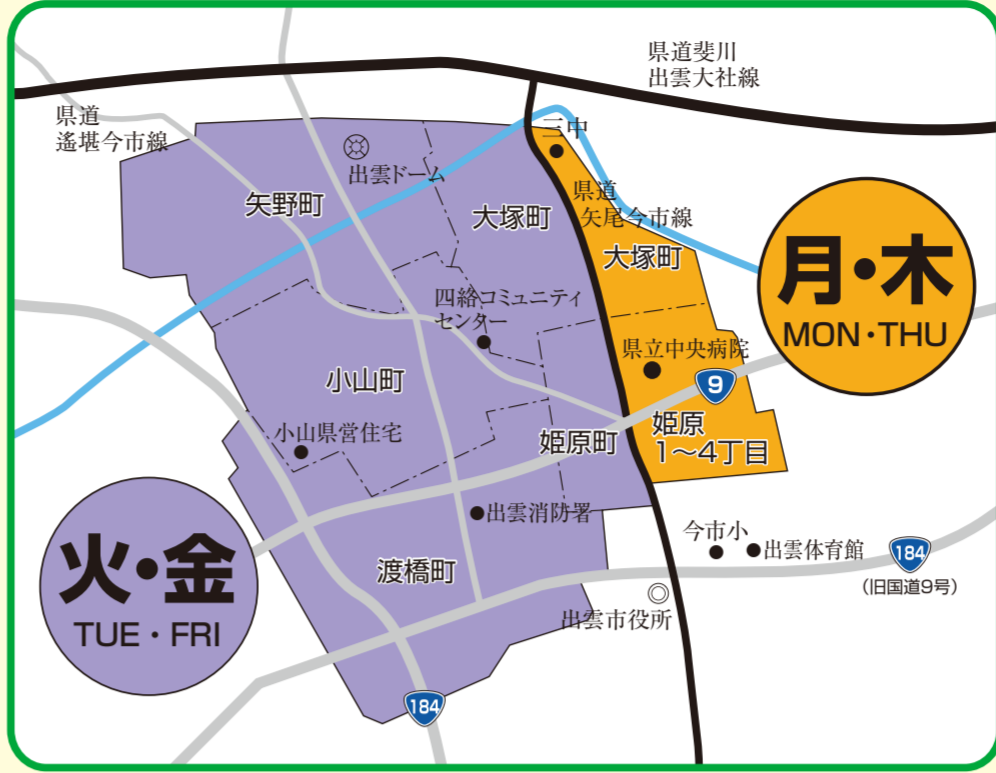 県道斐川
出雲大社線
県道
遙堪今市線
三中
出雲ドーム
県道
矢尾今市線
矢野町
大塚町
大塚町
月・木
MON・THU
四絡コミュニティ
センター
県立中央病院
小山町
9
姫原
1〜4丁目
小山県営住宅
姫原町
出雲消防署
今市小
出雲体育館
184
(旧国道9号)
火・金
TUE・FRI
渡橋町
出雲市役所
184